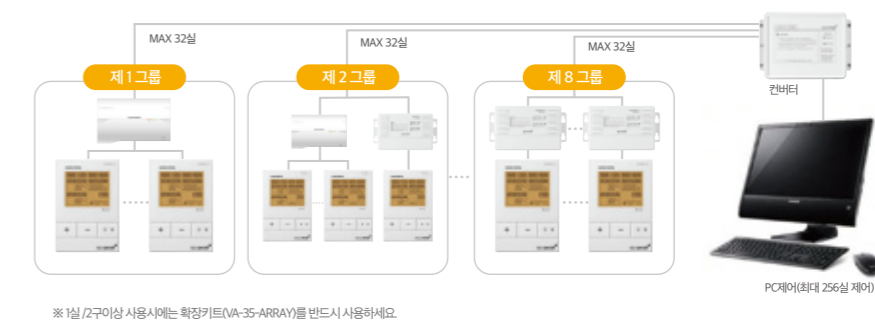 MAX 32실
MAX 32실
MAX 32실
제 1 그룹
제 2 그룹
제 8 그룹
컨버터
PC제어(최대 256실 제어)
※ 1실 /2구이상 사용시에는 확장키트(VA-35-ARRAY)를 반드시 사용하세요.